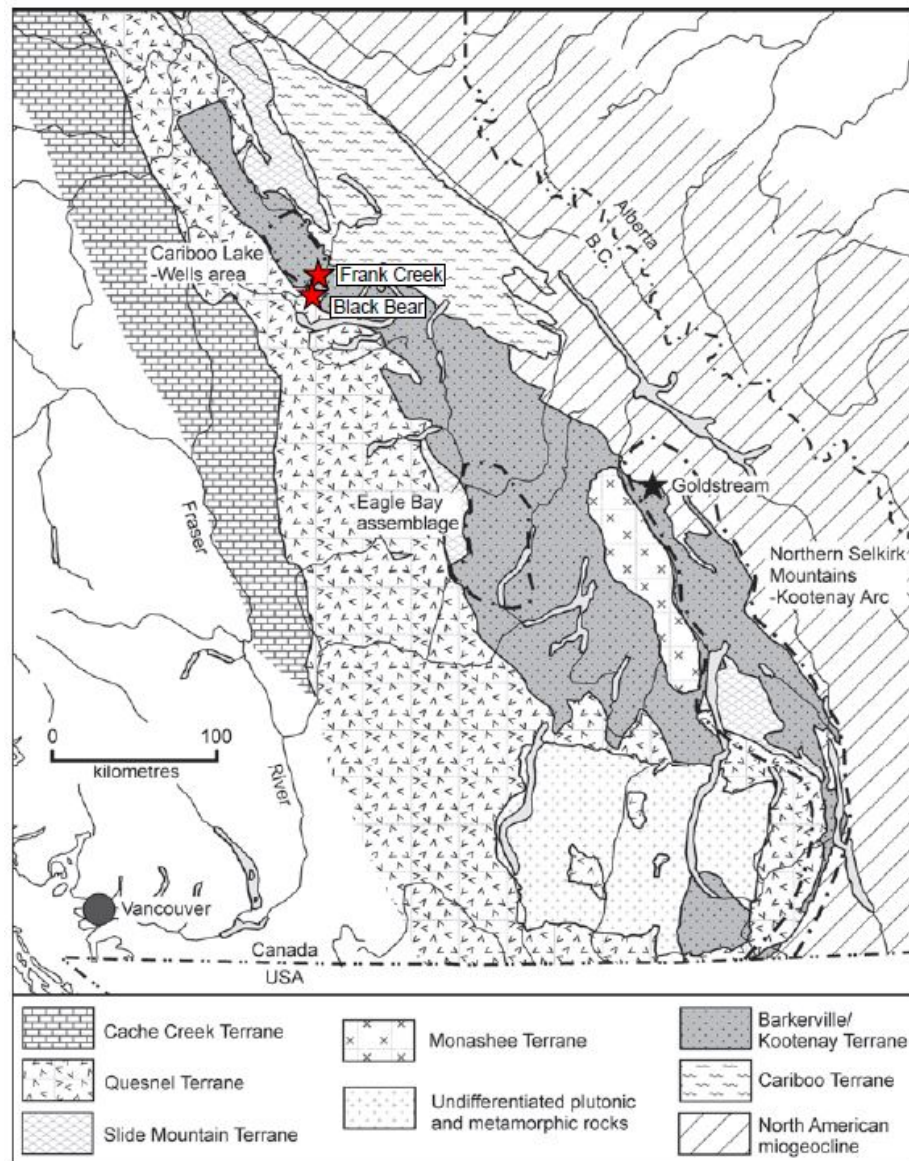 Alberta
B.C.
Cariboo Lake
-Wells area
Frank Creek
Black Bear
Eagle Bay
assemblage
Goldstream
Fraser
Northern Selkirk
Mountains
-Kootenay Arc
0 100
kilometres
River
Vancouver
Canada
USA
Cache Creek Terrane
Quesnel Terrane
Slide Mountain Terrane
Monashee Terrane
Undifferentiated plutonic
and metamorphic rocks
Barkerville/
Kootenay Terrane
Cariboo Terrane
North American
miogeocline